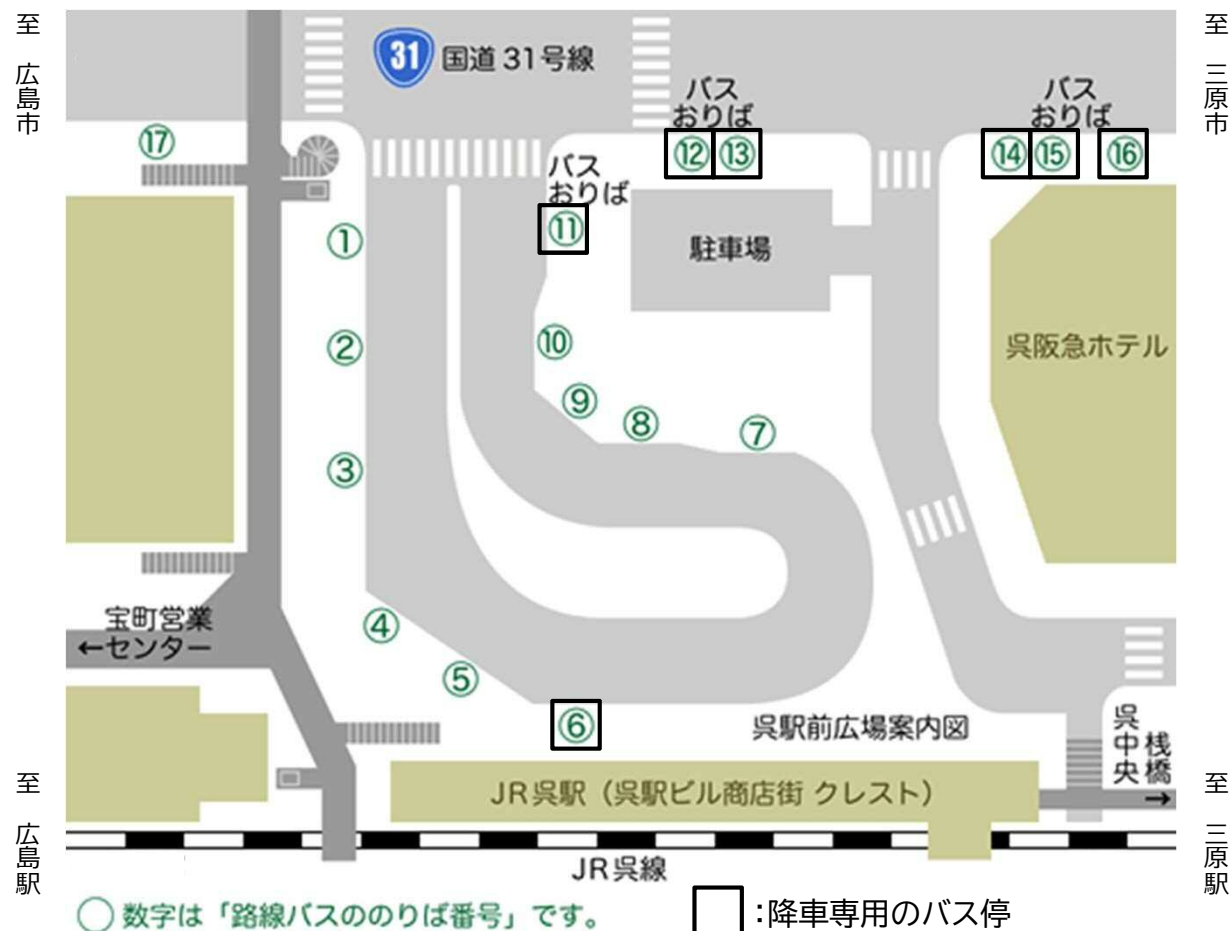 至 広島市
至 三原市
31
国道31号線
バス
おりば
バス
おりば
⑰
⑫
⑬
⑭
⑮
⑯
バス
おりば
⑪
①
駐車場
②
⑩
呉阪急ホテル
⑨
⑧
⑦
③
宝町営業
←センター
④
⑤
⑥
呉駅前広場案内図
呉中央
桟橋
→
至 広島駅
JR呉駅(呉駅ビル商店街 クレスト)
至 三原駅
JR呉線
○数字は「路線バスののりば番号」です。
□:降車専用のバス停